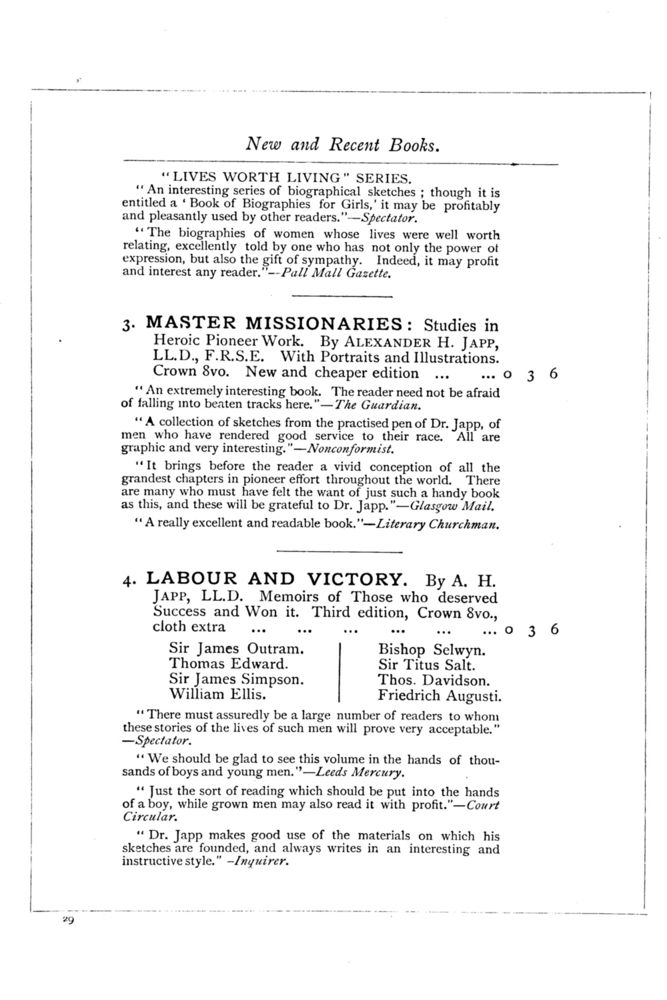 New and Recent Books.
"LIVES WORTH LIVING" SERIES.
"An interesting series of biographical sketches; though it is
entitled a 'Book of Biographies for Girls,' it may be profitably
and pleasantly used by other readers."—Spectator.
"The biographies of women whose lives were well worth
relating, excellently told by one who has not only the power of
expression, but also the gift of sympathy. Indeed, it may profit
and interest any reader."—Pall Mall Gazette.
3. MASTER MISSIONARIES: Studies in
Heroic Pioneer Work. By ALEXANDER H. JAPP,
LL.D., F.R.S.E. With Portraits and Illustrations.
Crown 8vo. New and cheaper edition ... ... 0 3 6
"An extremely interesting book. The reader need not be afraid
of falling into beaten tracks here."—The Guardian.
"A collection of sketches from the practised pen of Dr. Japp, of
men who have rendered good service to their race. All are
graphic and very interesting."—Nonconformist.
"It brings before the reader a vivid conception of all the
grandest chapters in pioneer effort throughout the world. There
are many who must have felt the want of just such a handy book
as this, and these will be grateful to Dr. Japp."—Glasgow Mail.
"A really excellent and readable book."—Literary Churchman.
4. LABOUR AND VICTORY. By A. H.
JAPP, LL.D. Memoirs of Those who deserved
Success and Won it. Third edition, Crown 8vo.,
cloth extra ... ... ... ... ... ... 0 3 6
Sir James Outram.
Thomas Edward.
Sir James Simpson.
William Ellis.
Bishop Selwyn.
Sir Titus Salt.
Thos. Davidson.
Friedrich Augusti.
"There must assuredly be a large number of readers to whom
these stories of the lives of such men will prove very acceptable."
—Spectator.
"We should be glad to see this volume in the hands of thou-
sands of boys and young men."—Leeds Mercury.
"Just the sort of reading which should be put into the hands
of a boy, while grown men may also read it with profit."—Court
Circular.
"Dr. Japp makes good use of the materials on which his
sketches are founded, and always writes in an interesting and
instructive style."—Inquirer.
29